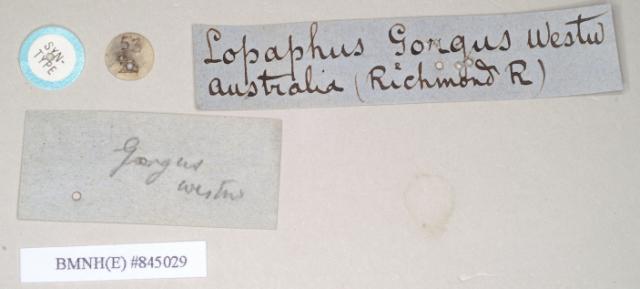 SYN-
TYPE
Lopaphus Gorgus Westw
Australia (Richmond R)
Gorgus
westw
BMNH(E) #845029